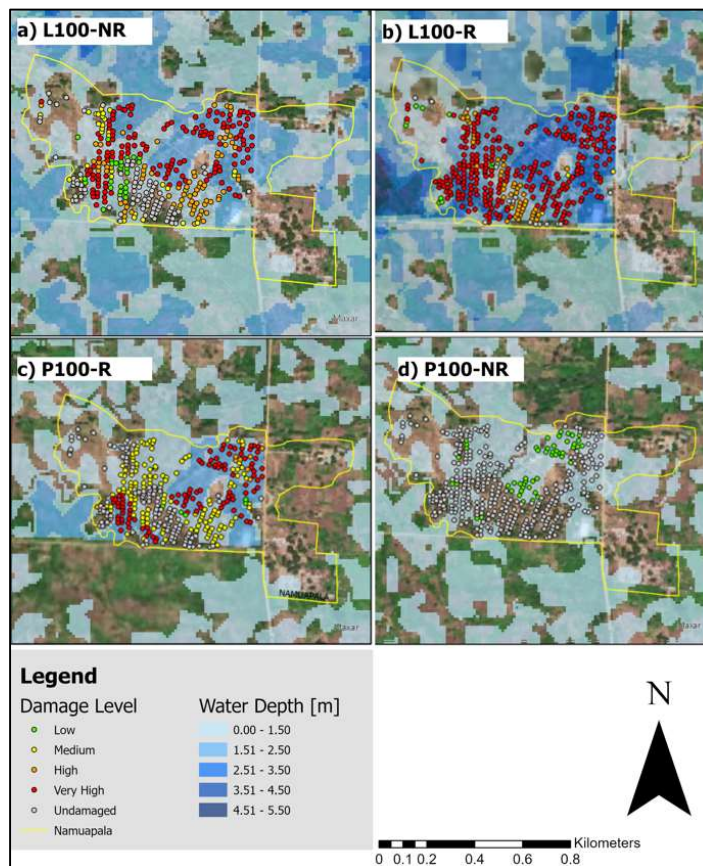 a) L100-NR
b) L100-R
Maxar
Maxar
c) P100-R
d) P100-NR
NAMUAPALA
Maxar
Maxar
Legend
Damage Level
Low
Medium
High
Very High
Undamaged
Namuapala
Water Depth [m]
0.00 - 1.50
1.51 - 2.50
2.51 - 3.50
3.51 - 4.50
4.51 - 5.50
N
Kilometers
0 0.1 0.2 0.4 0.6 0.8